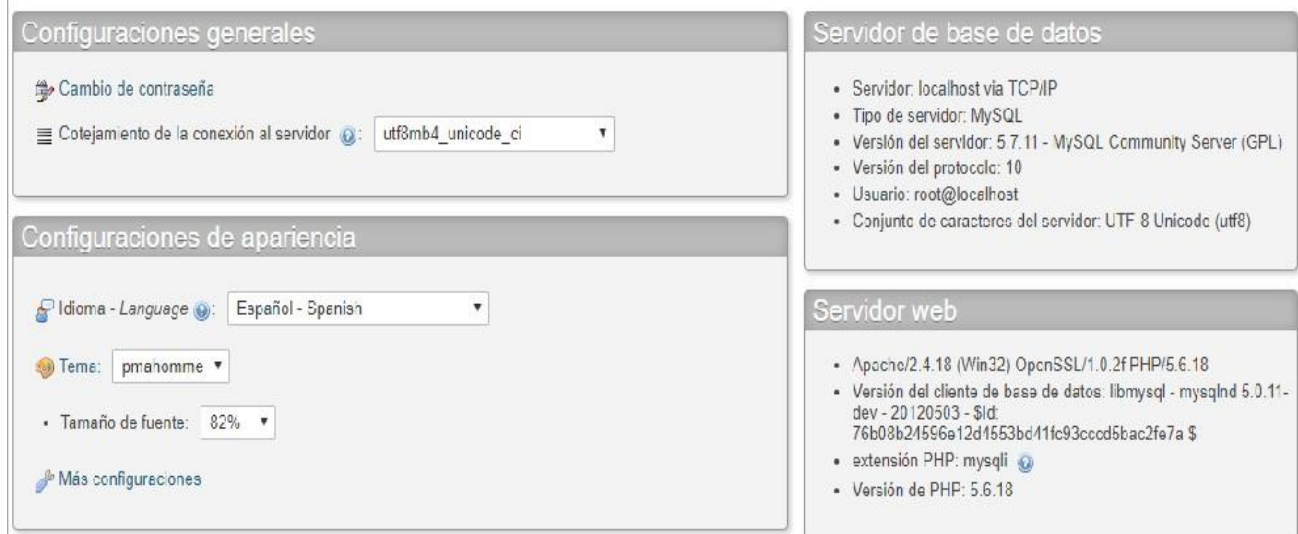 Configuraciones generales
Cambio de contraseña
Cotejamiento de la conexión al servidor : utf8mb4_unicode_ci
Configuraciones de apariencia
Idioma - Language : Español - Spanish
Tema: pmahomme
• Tamaño de fuente: 82%
Más configuraciones
Servidor de base de datos
• Servidor: localhost via TCP/IP
• Tipo de servidor: MySQL
• Versión del servidor: 5.7.11 - MySQL Community Server (GPL)
• Versión del protocolo: 10
• Usuario: root@localhost
• Conjunto de caracteres del servidor: UTF-8 Unicode (utf8)
Servidor web
• Apache/2.4.18 (Win32) OpenSSL/1.0.2f PHP/5.6.18
• Versión del cliente de base de datos: libmysql - mysqlnd 5.0.11-
dev - 20120503 - $Id:
76b08b24596e12d4553bd41fc93cccd5bac2fe7a $
• extensión PHP: mysqli
• Versión de PHP: 5.6.18